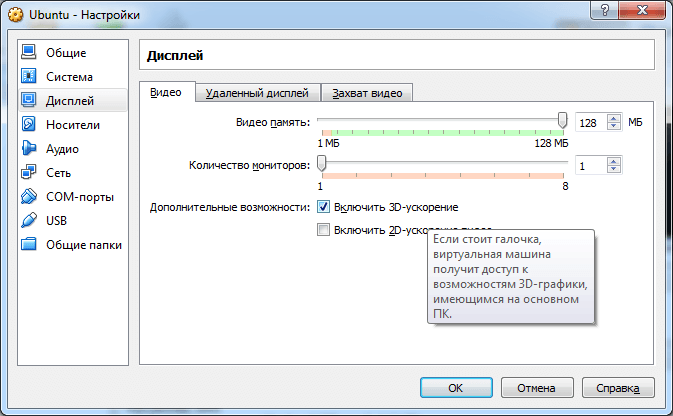 Ubuntu - Настройки
Общие
Система
Дисплей
Носители
Аудио
Сеть
COM-порты
USB
Общие папки
Дисплей
Видео Удаленный дисплей Захват видео
Видео память: 128 МБ
1 МБ 128 МБ
Количество мониторов: 1
1 8
Дополнительные возможности: Включить 3D-ускорение
Включить 2D-ускорение
Если стоит галочка,
виртуальная машина
получит доступ к
возможностям 3D-графики,
имеющимся на основном
ПК.
OK Отмена Справка